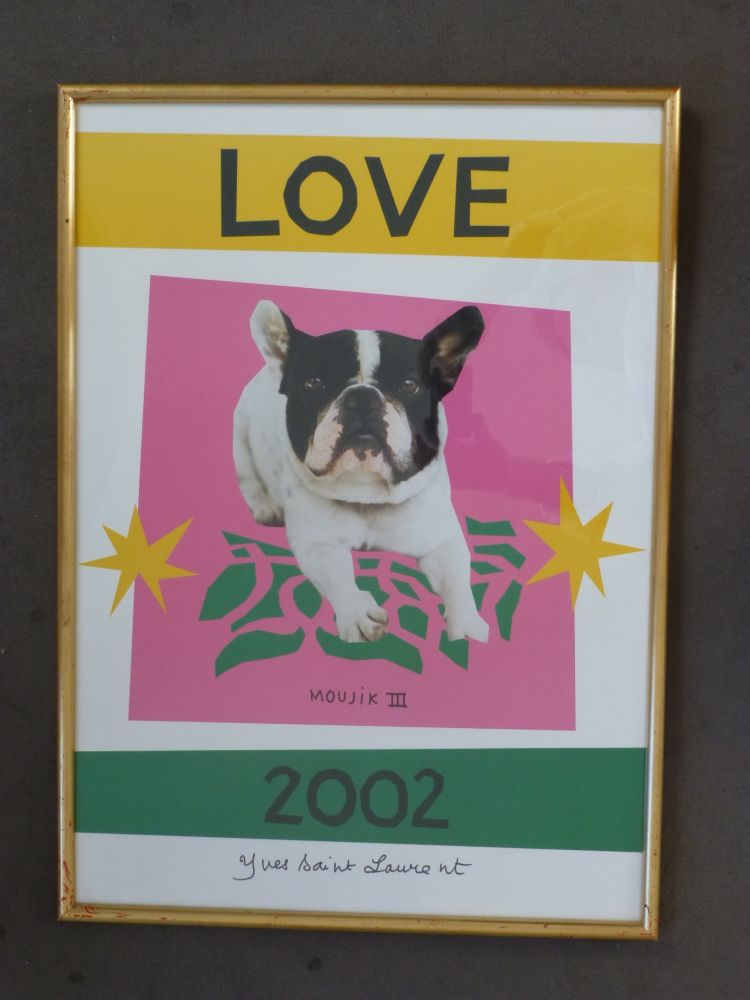 LOVE
MOUJIK III
2002
Yves Saint Laurent